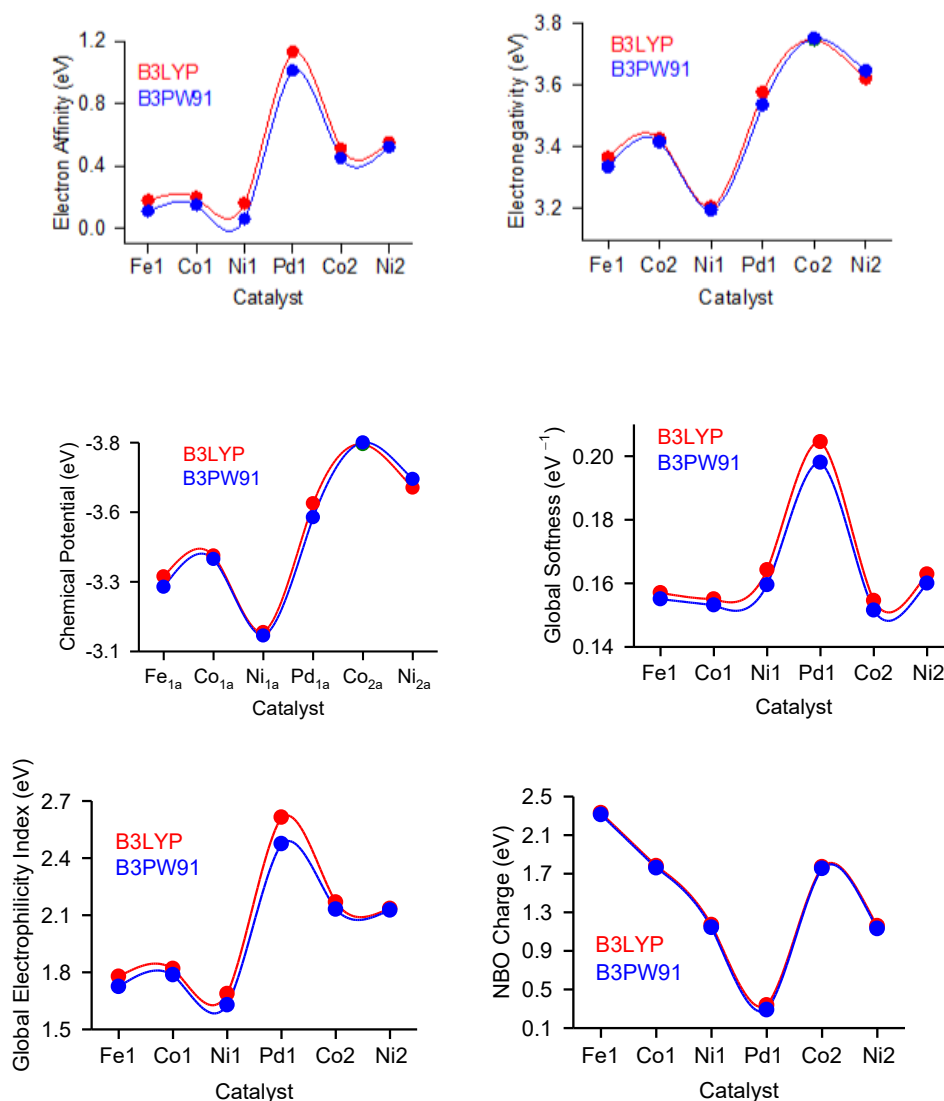 Electron Affinity (eV)
1.2
0.8
0.4
0.0
B3LYP
B3PW91
Fe1 Co1 Ni1 Pd1 Co2 Ni2
Catalyst
Electronegativity (eV)
3.8
3.6
3.4
3.2
B3LYP
B3PW91
Fe1 Co2 Ni1 Pd1 Co2 Ni2
Catalyst
Chemical Potential (eV)
-3.8
-3.6
-3.3
-3.1
B3LYP
B3PW91
Fe1a Co1a Ni1a Pd1a Co2a Ni2a
Catalyst
Global Softness (eV −1)
0.20
0.18
0.16
0.14
B3LYP
B3PW91
Fe1 Co1 Ni1 Pd1 Co2 Ni2
Catalyst
Global Electrophilicity Index (eV)
2.7
2.4
2.1
1.8
1.5
B3LYP
B3PW91
Fe1 Co1 Ni1 Pd1 Co2 Ni2
Catalyst
NBO Charge (eV)
2.5
2.1
1.7
1.3
0.9
0.5
0.1
B3LYP
B3PW91
Fe1 Co1 Ni1 Pd1 Co2 Ni2
Catalyst